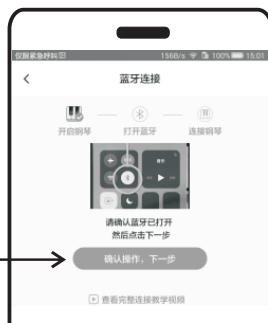 仅限紧急呼叫 156B/s 100% 15:01
蓝牙连接
开启钢琴 打开蓝牙 连接钢琴
请确认蓝牙已打开
然后点击下一步
确认操作，下一步
查看完整连接教学视频